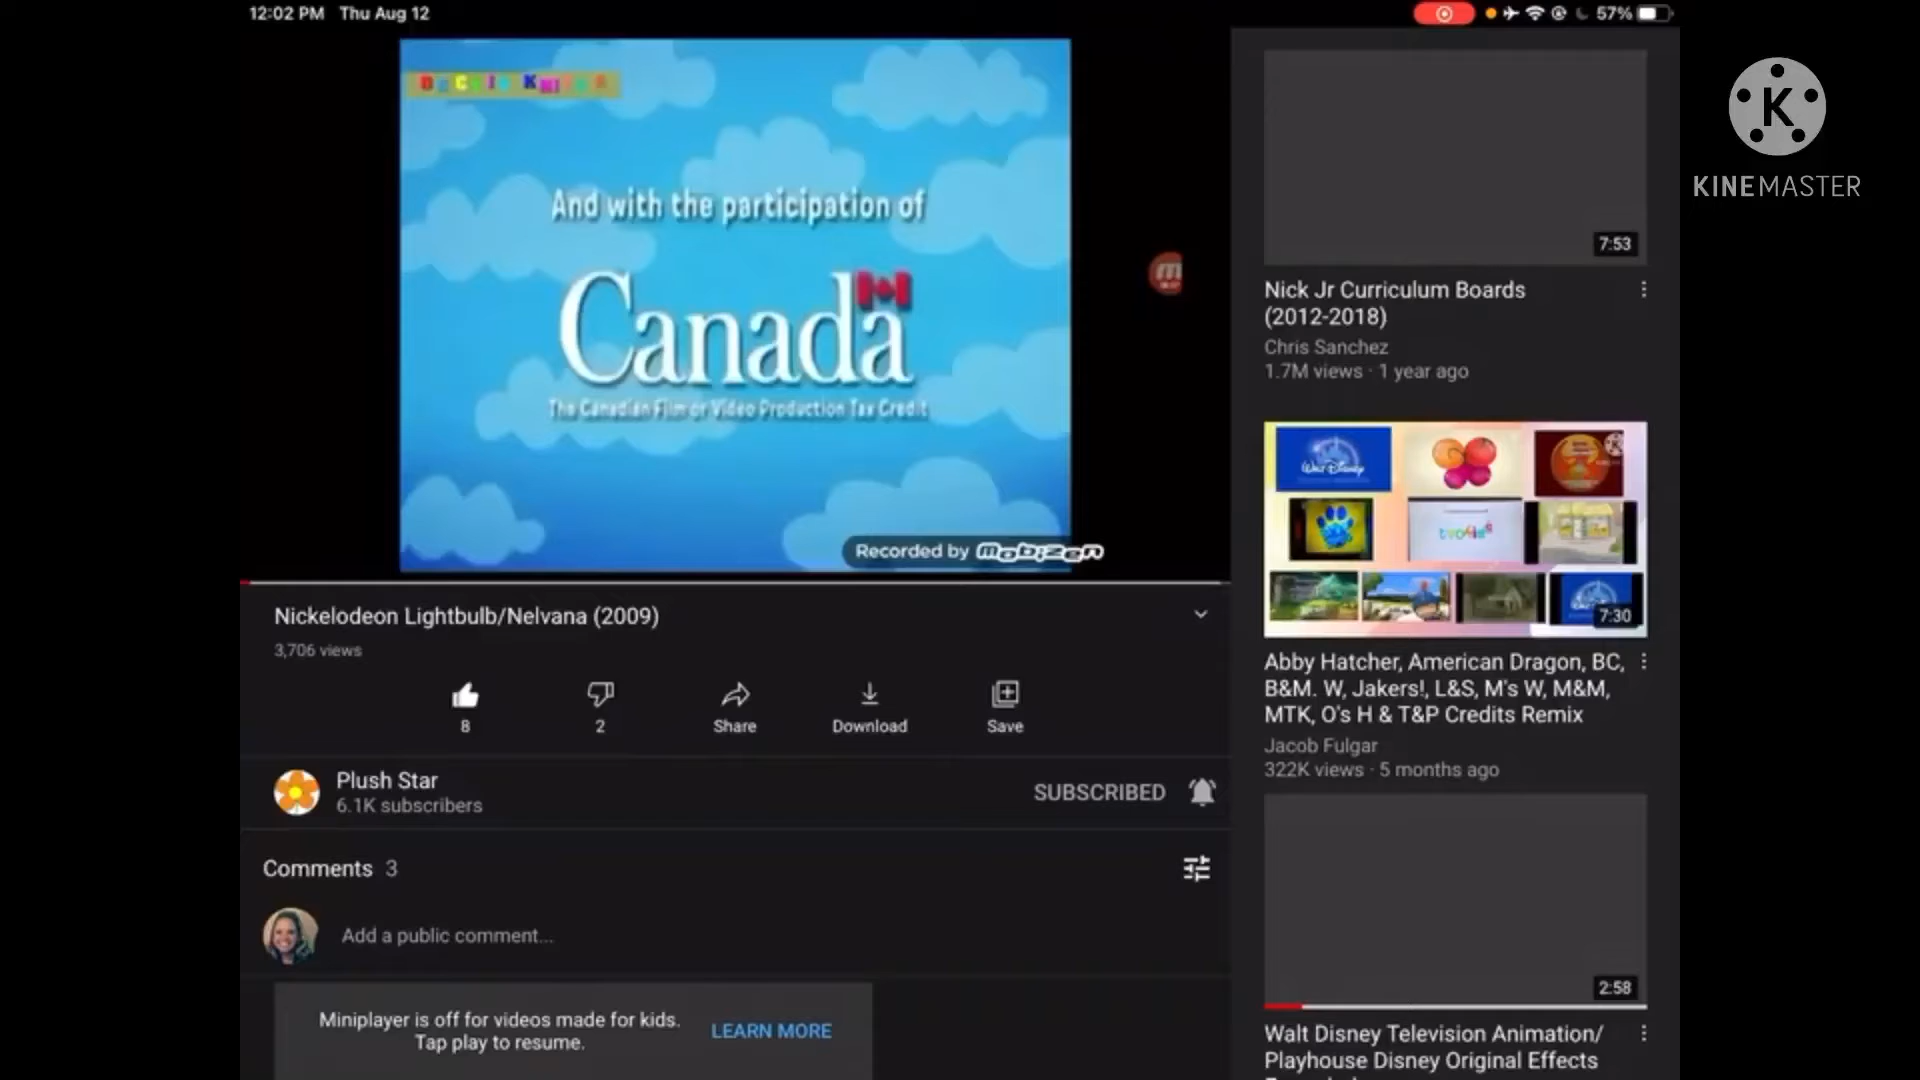 12:02 PM Thu Aug 12
57%
And with the participation of
Canada
The Canadian Film or Video Production Tax Credit
Recorded by mobizen
Nickelodeon Lightbulb/Nelvana (2009)
3,706 views
8
2
Share
Download
Save
Plush Star
6.1K subscribers
SUBSCRIBED
Comments 3
Add a public comment...
Miniplayer is off for videos made for kids.
Tap play to resume.
LEARN MORE
7:53
Nick Jr Curriculum Boards
(2012-2018)
Chris Sanchez
1.7M views · 1 year ago
Walt Disney
7:30
Abby Hatcher, American Dragon, BC,
B&M. W, Jakers!, L&S, M's W, M&M,
MTK, O's H & T&P Credits Remix
Jacob Fulgar
322K views · 5 months ago
2:58
Walt Disney Television Animation/
Playhouse Disney Original Effects
K
KINEMASTER